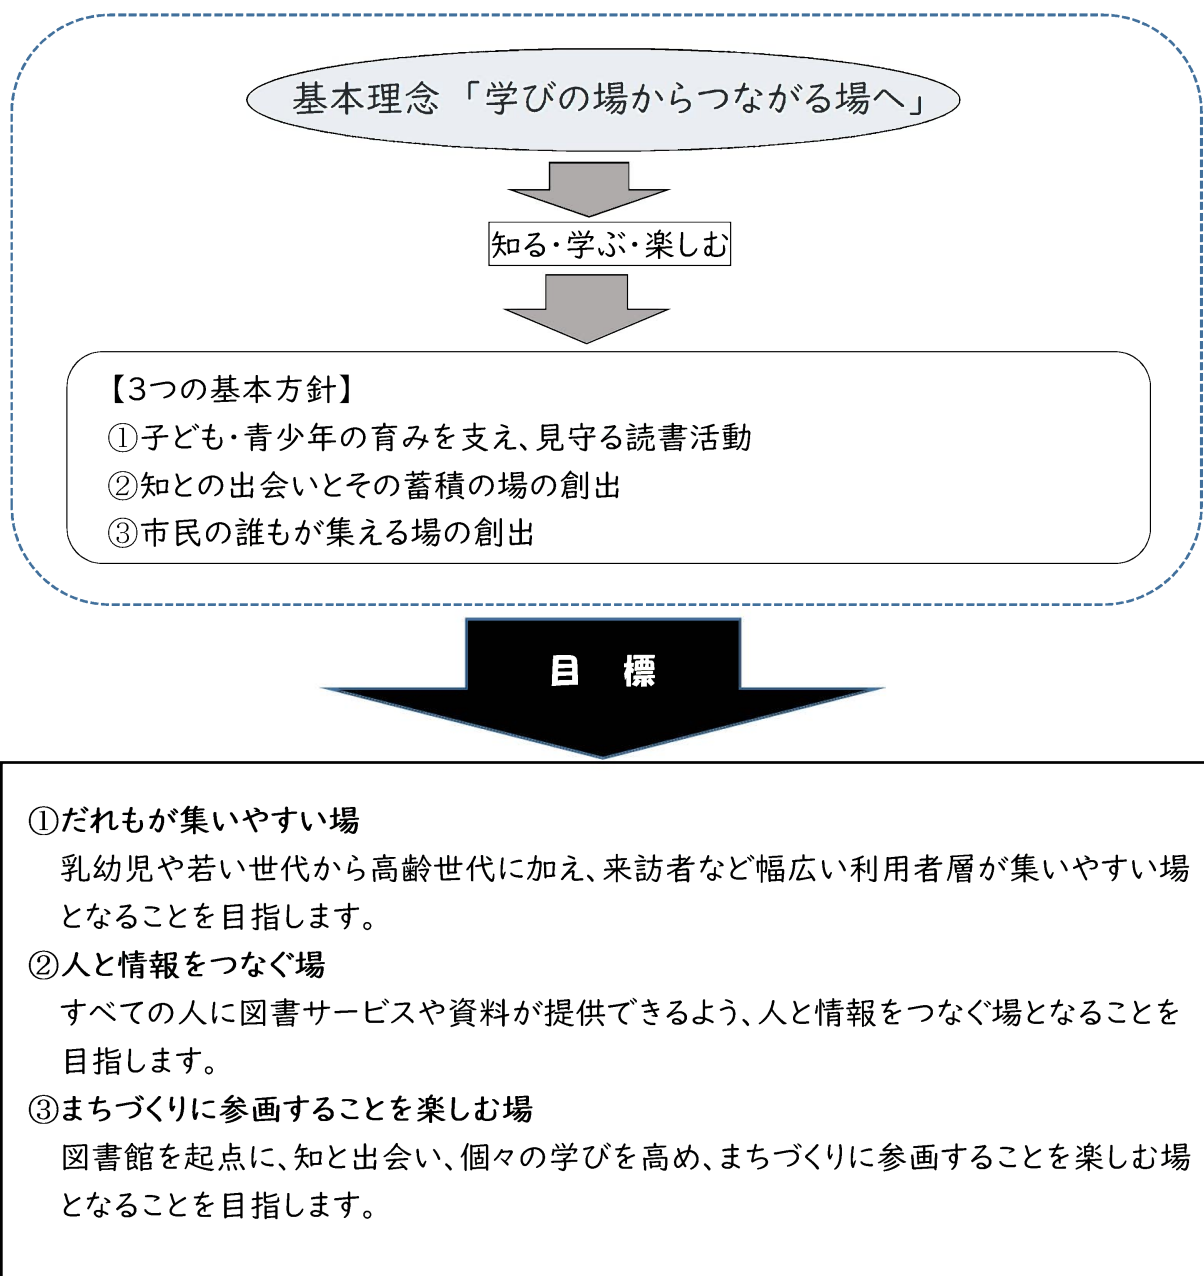 基本理念「学びの場からつながる場へ」
知る・学ぶ・楽しむ
【3つの基本方針】
①子ども・青少年の育みを支え、見守る読書活動
②知との出会いとその蓄積の場の創出
③市民の誰もが集える場の創出
目　標
①だれもが集いやすい場
乳幼児や若い世代から高齢世代に加え、来訪者など幅広い利用者層が集いやすい場
となることを目指します。
②人と情報をつなぐ場
すべての人に図書サービスや資料が提供できるよう、人と情報をつなぐ場となることを
目指します。
③まちづくりに参画することを楽しむ場
図書館を起点に、知と出会い、個々の学びを高め、まちづくりに参画することを楽しむ場
となることを目指します。